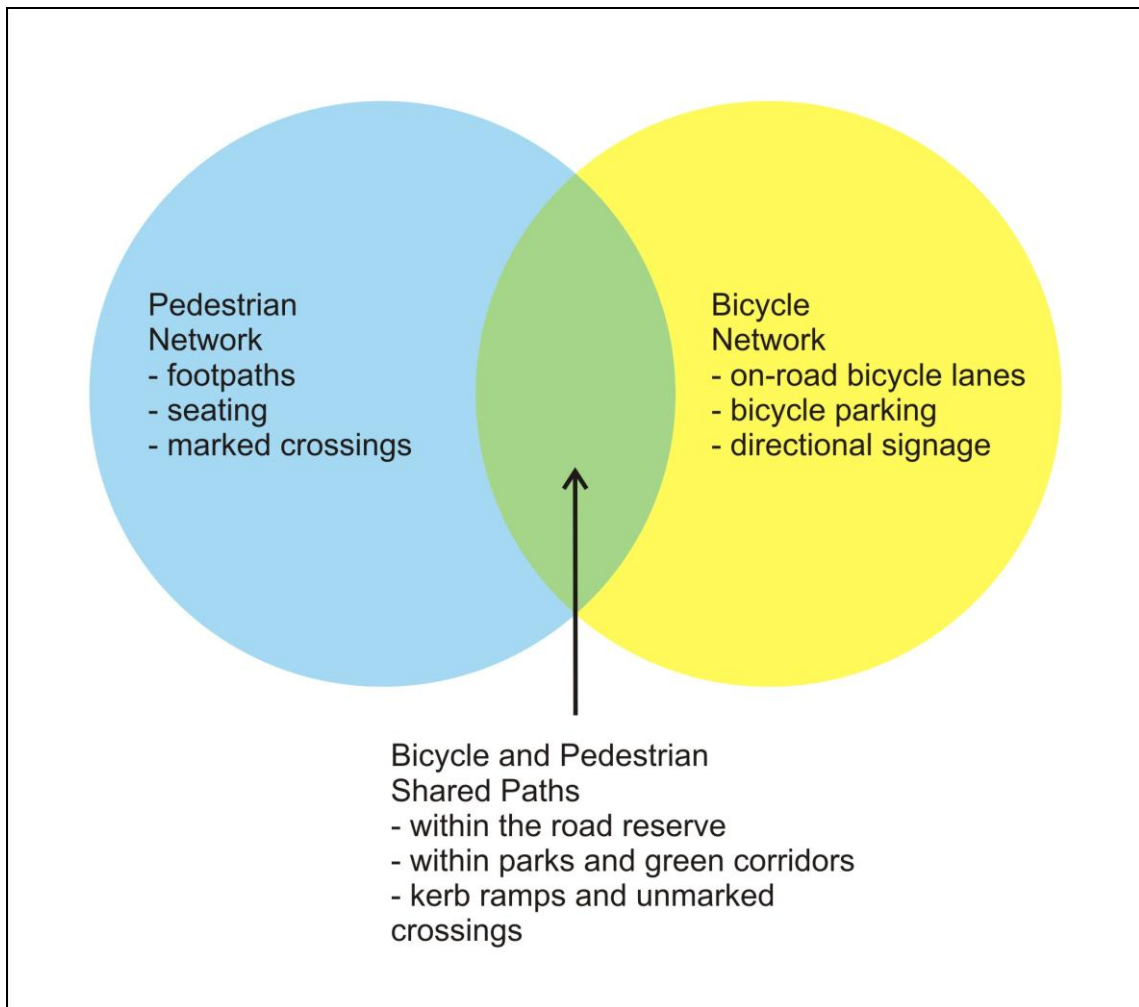 Pedestrian
Network
- footpaths
- seating
- marked crossings
Bicycle
Network
- on-road bicycle lanes
- bicycle parking
- directional signage
Bicycle and Pedestrian
Shared Paths
- within the road reserve
- within parks and green corridors
- kerb ramps and unmarked
crossings